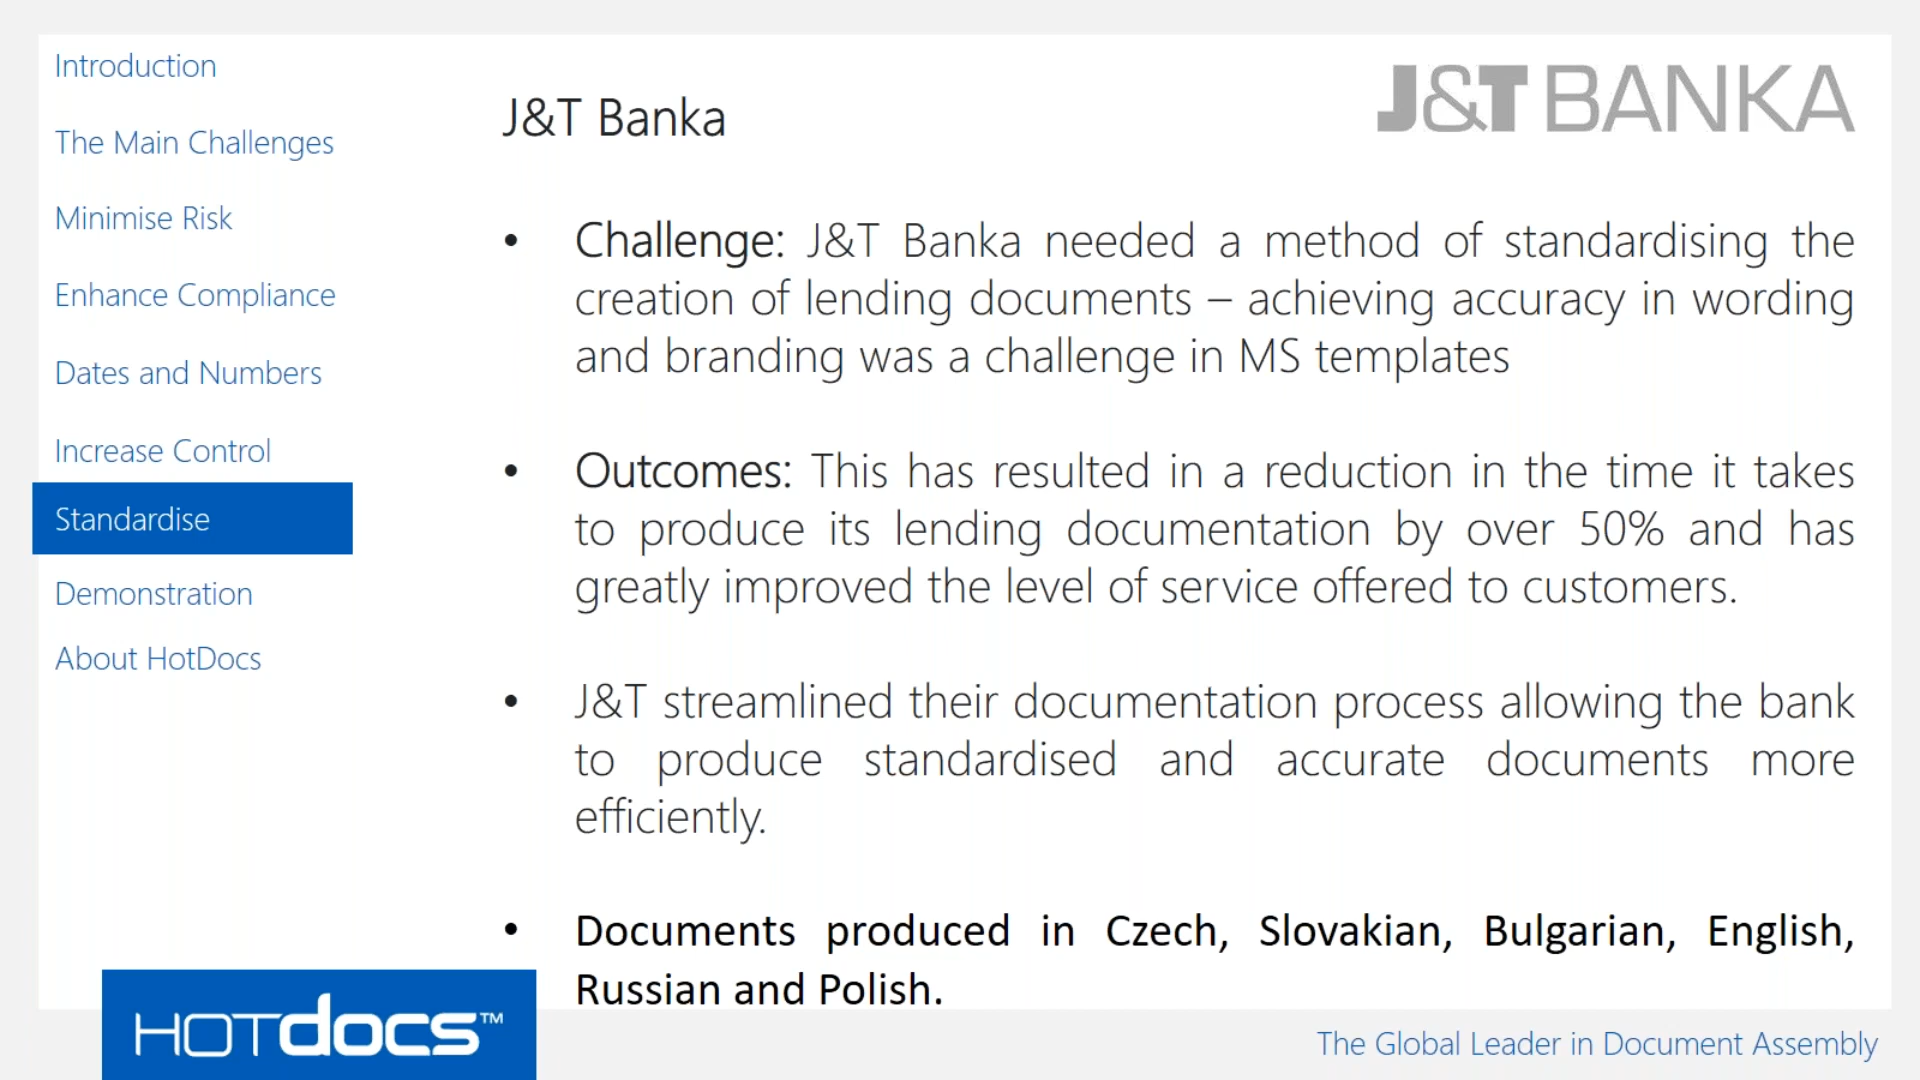 Introduction
The Main Challenges
Minimise Risk
Enhance Compliance
Dates and Numbers
Increase Control
Standardise
Demonstration
About HotDocs
J&T BANKA
J&T Banka
• Challenge: J&T Banka needed a method of standardising the
creation of lending documents – achieving accuracy in wording
and branding was a challenge in MS templates
• Outcomes: This has resulted in a reduction in the time it takes
to produce its lending documentation by over 50% and has
greatly improved the level of service offered to customers.
• J&T streamlined their documentation process allowing the bank
to produce standardised and accurate documents more
efficiently.
• Documents produced in Czech, Slovakian, Bulgarian, English,
Russian and Polish.
HOTdocs™
The Global Leader in Document Assembly